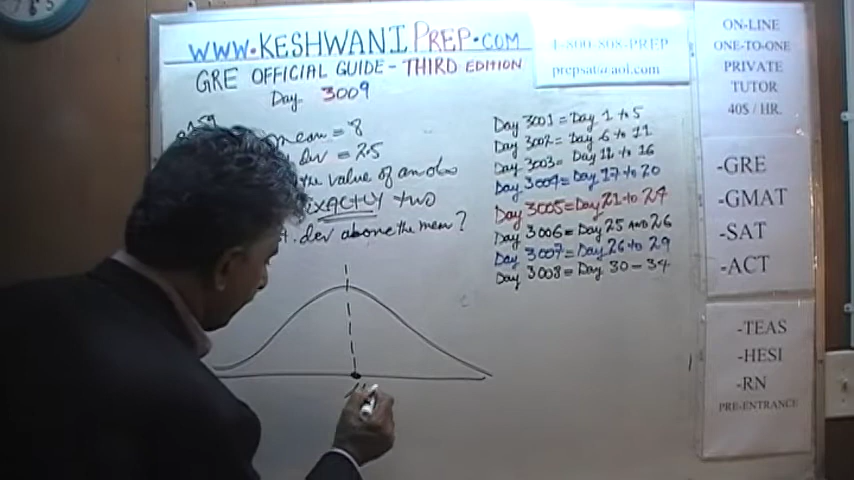 WWW.KESHWANIPREP.COM
GRE OFFICIAL GUIDE - THIRD EDITION
Day 3009
1-800-808-PREP
prepsat@aol.com
mean = 8
dev = 2.5
the value of an obs
EXACTLY two
st. dev above the mean?
Day 3001 = Day 1 to 5
Day 3002 = Day 6 to 11
Day 3003 = Day 12 to 16
Day 3004 = Day 17 to 20
Day 3005 = Day 21 to 24
Day 3006 = Day 25 AND 26
Day 3007 = Day 26 to 29
Day 3008 = Day 30 - 34
ON-LINE
ONE-TO-ONE
PRIVATE
TUTOR
40$ / HR.
-GRE
-GMAT
-SAT
-ACT
-TEAS
-HESI
-RN
PRE-ENTRANCE